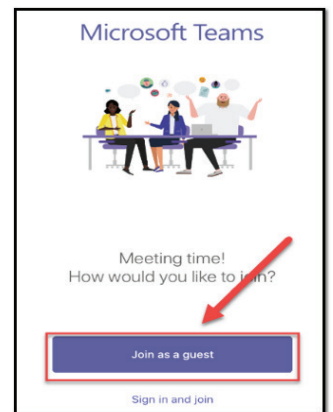 Microsoft Teams
Meeting time!
How would you like to join?
Join as a guest
Sign in and join